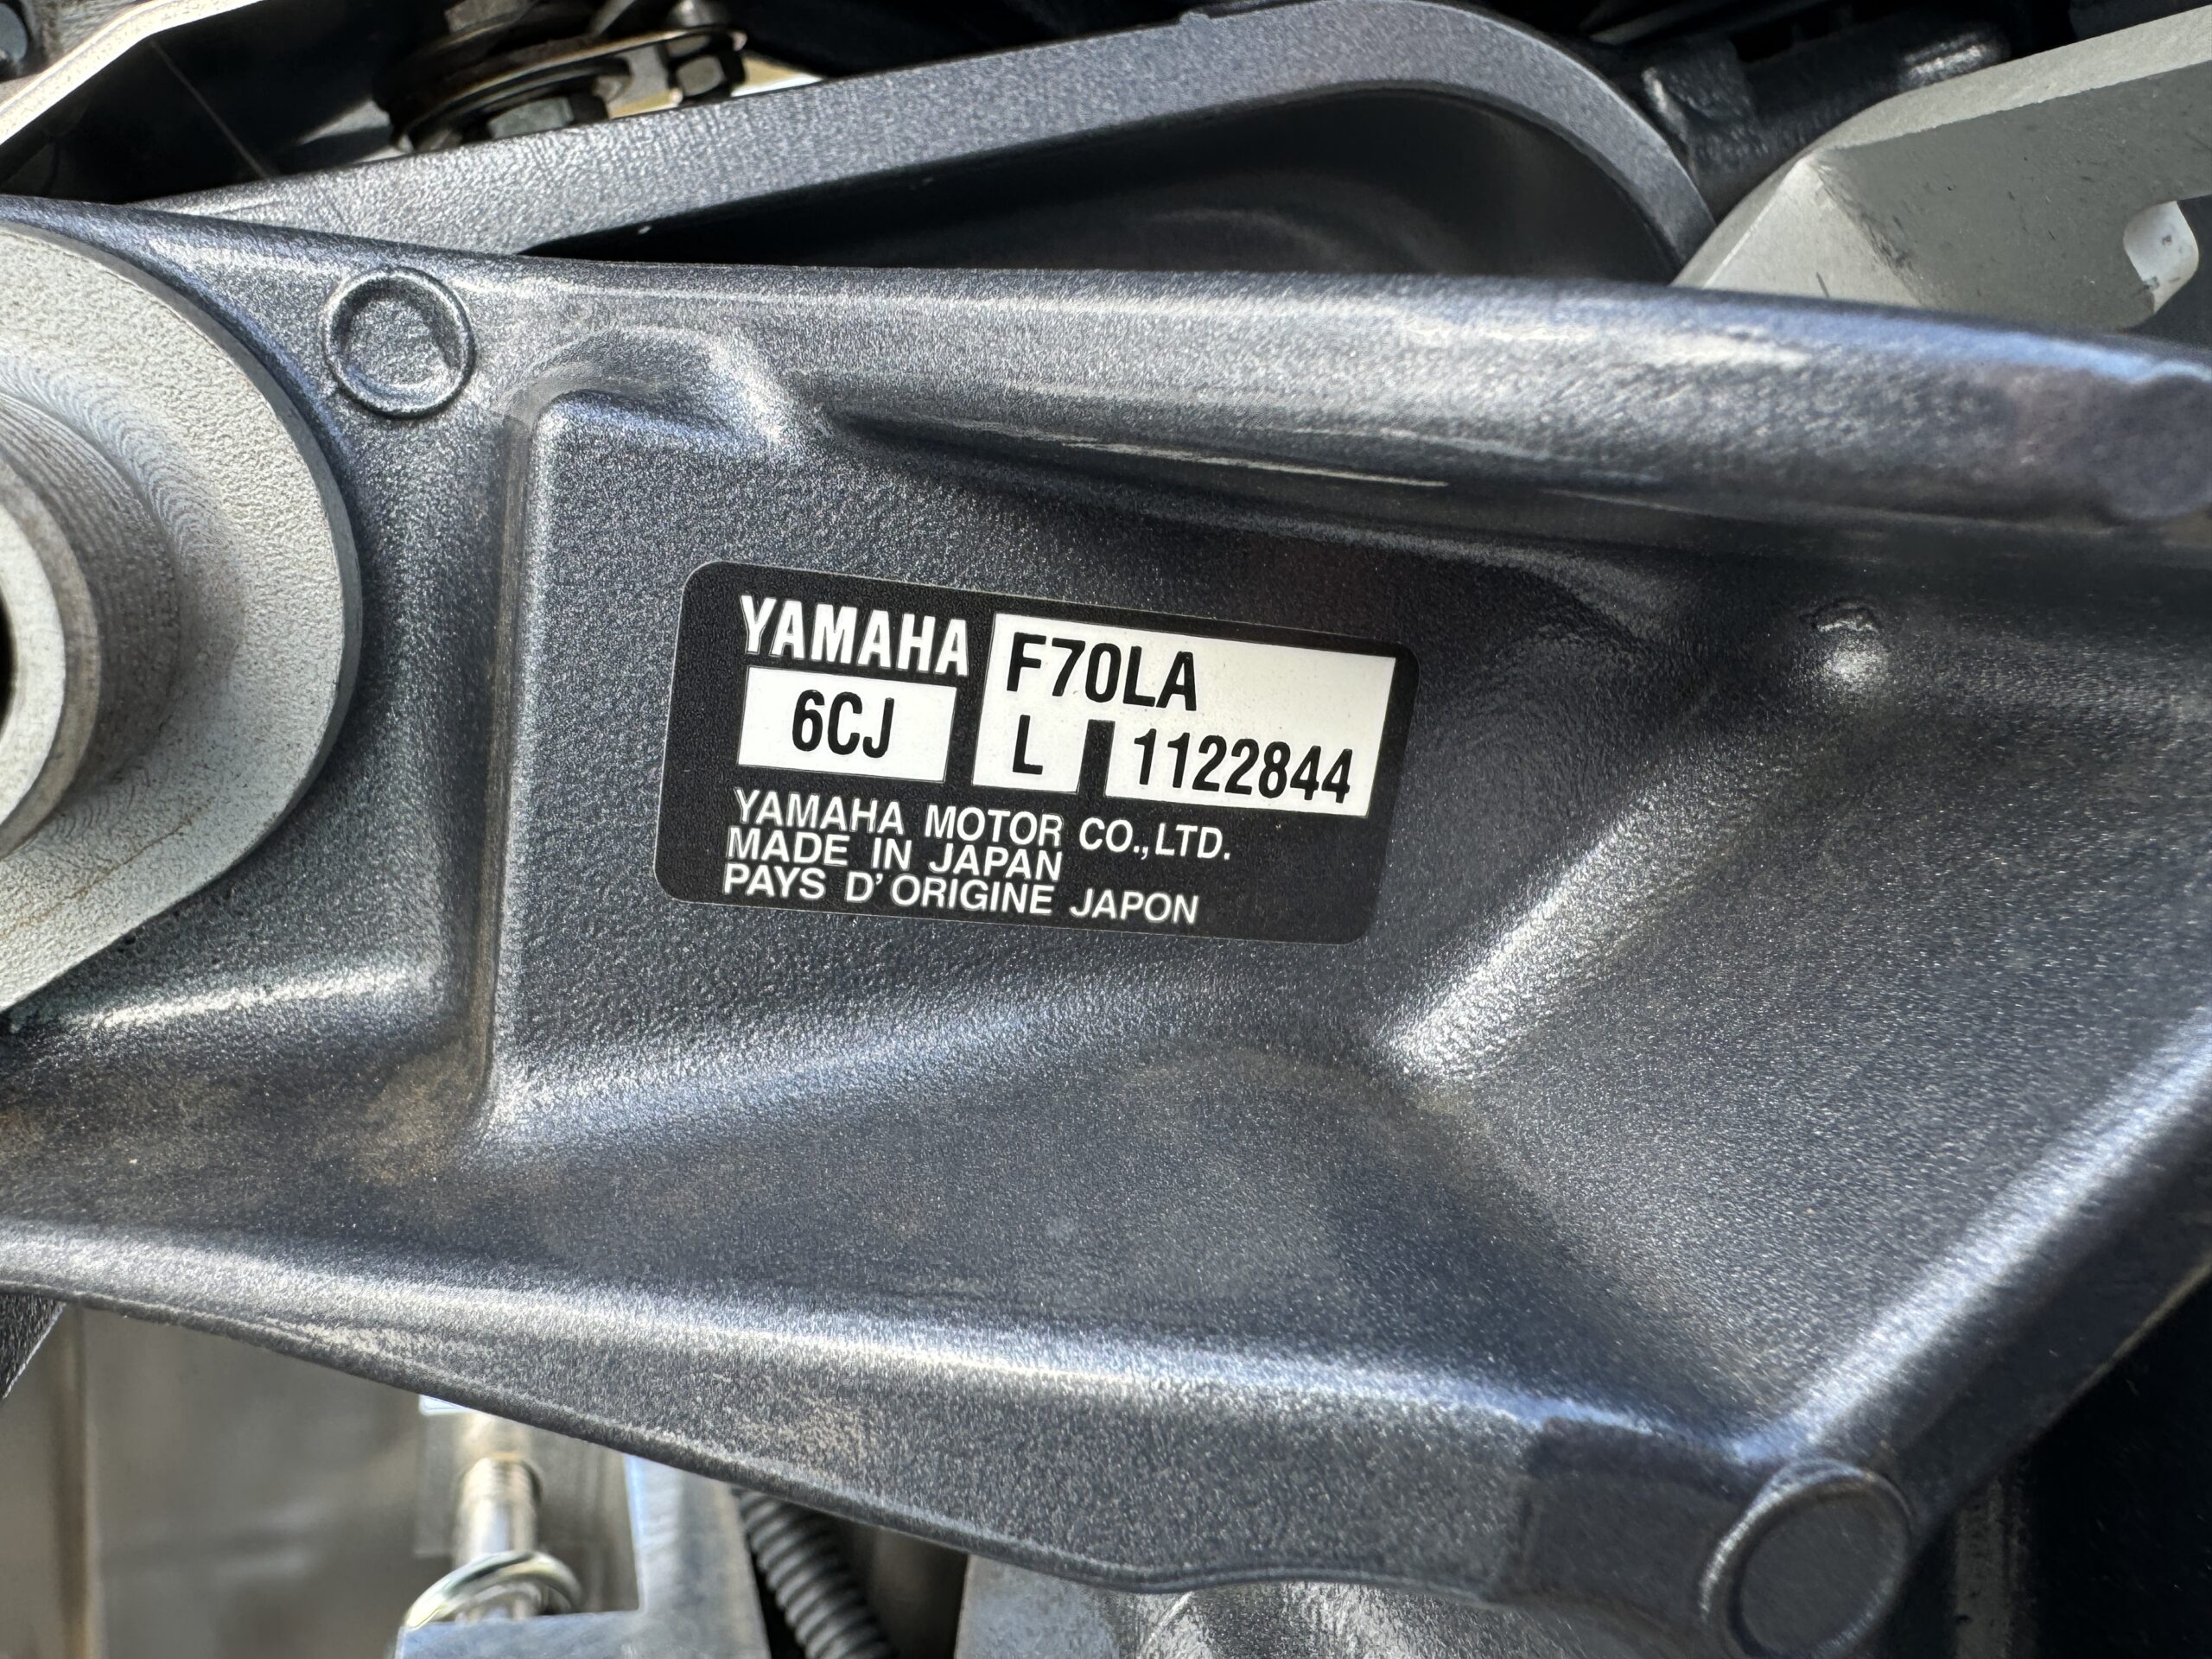 YAMAHA F70LA
6CJ L 1122844
YAMAHA MOTOR CO.,LTD.
MADE IN JAPAN
PAYS D'ORIGINE JAPON